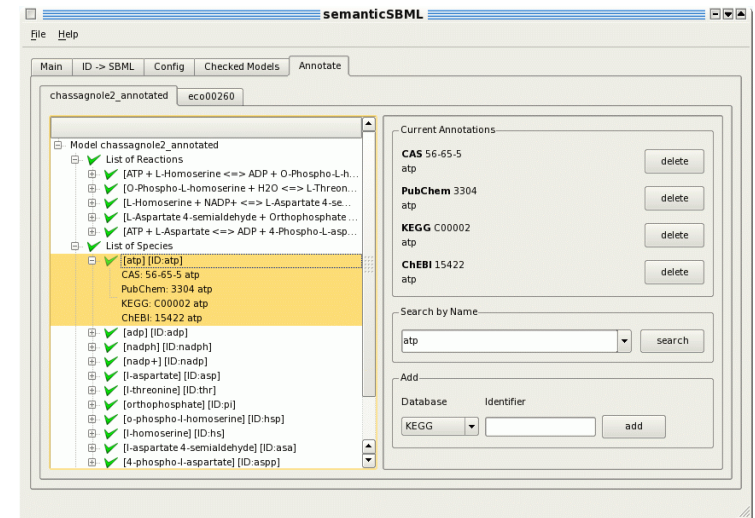 semanticSBML
File Help
Main ID -> SBML Config Checked Models Annotate
chassagnole2_annotated eco00260
Model chassagnole2_annotated
List of Reactions
[ATP + L-Homoserine <=> ADP + O-Phospho-L-h...
[O-Phospho-L-homoserine + H2O <=> L-Threon...
[L-Homoserine + NADP+ <=> L-Aspartate 4-se...
[L-Aspartate 4-semialdehyde + Orthophosphate ...
[ATP + L-Aspartate <=> ADP + 4-Phospho-L-asp...
List of Species
[atp] [ID:atp]
CAS: 56-65-5 atp
PubChem: 3304 atp
KEGG: C00002 atp
ChEBI: 15422 atp
[adp] [ID:adp]
[nadph] [ID:nadph]
[nadp+] [ID:nadp]
[l-aspartate] [ID:asp]
[l-threonine] [ID:thr]
[orthophosphate] [ID:pi]
[o-phospho-l-homoserine] [ID:hsp]
[l-homoserine] [ID:hs]
[l-aspartate 4-semialdehyde] [ID:asa]
[4-phospho-l-aspartate] [ID:aspp]
Current Annotations
CAS 56-65-5
atp
delete
PubChem 3304
atp
delete
KEGG C00002
atp
delete
ChEBI 15422
atp
delete
Search by Name
atp search
Add
Database Identifier
KEGG add